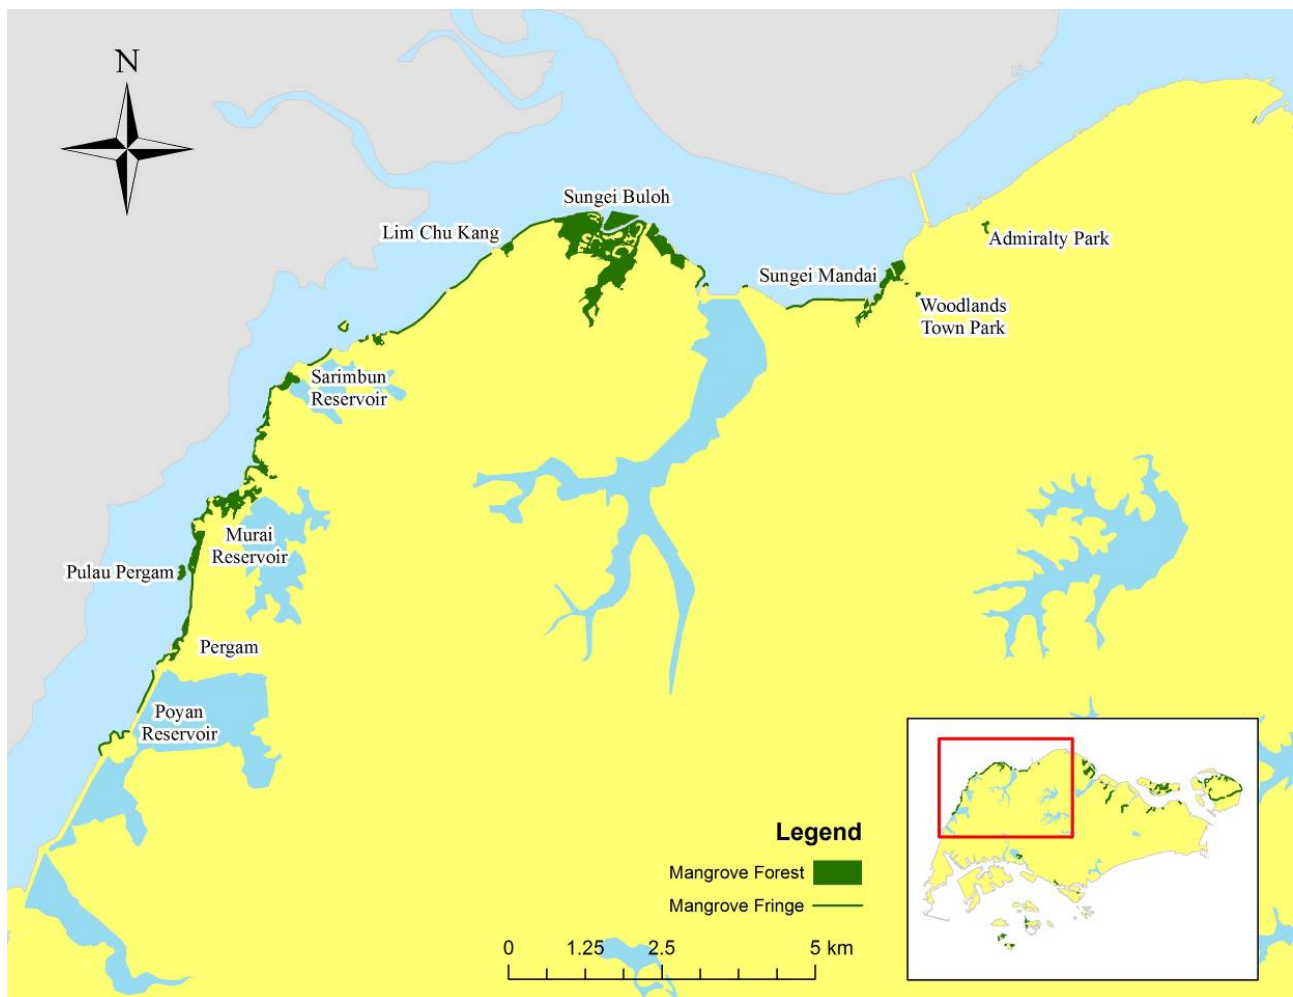 N
Sungei Buloh
Lim Chu Kang
Admiralty Park
Sungei Mandai
Woodlands
Town Park
Sarimbun
Reservoir
Murai
Reservoir
Pulau Pergam
Pergam
Poyan
Reservoir
Legend
Mangrove Forest
Mangrove Fringe
0 1.25 2.5 5 km